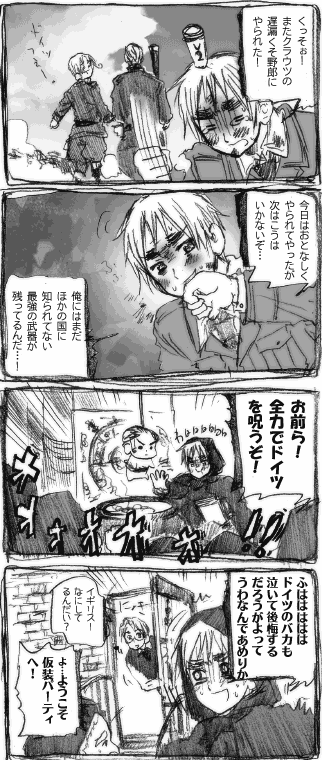 くっそぉ!
またクラウツの
遅漏くそ野郎に
やられた!
今日はおとなしく
やられてやったが
次はこうは
いかないぞ…
俺にはまだ
ほかの国に
知られてない
最強の武器が
残ってるんだ…!
お前ら!
全力でドイツ
を呪うぞ!
ふはははははは
ドイツのバカも
泣いて後悔する
だろうがよって
うわなんであめりか
イギリスー
なにして
るんだい?
よ…ようこそ
仮装パーティ
へ!